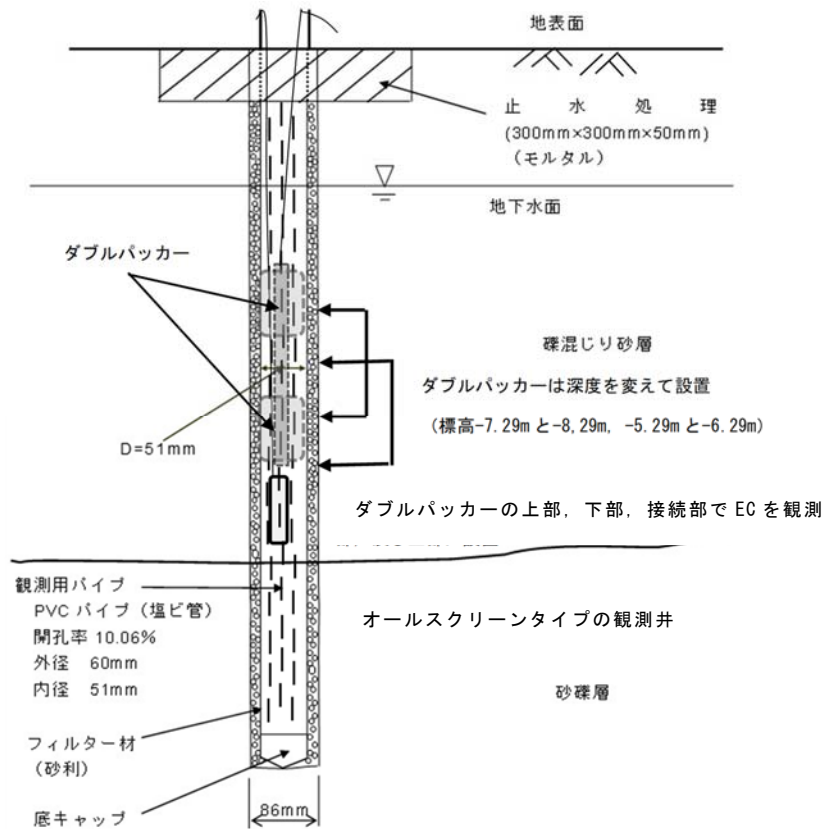 地表面
止水処理
(300mm×300mm×50mm)
(モルタル)
地下水面
ダブルパッカー
礫混じり砂層
ダブルパッカーは深度を変えて設置
(標高-7.29mと-8,29m, -5.29mと-6.29m)
D=51mm
ダブルパッカーの上部, 下部, 接続部でECを観測
観測用パイプ
PVCパイプ(塩ビ管)
開孔率 10.06%
外径 60mm
内径 51mm
オールスクリーンタイプの観測井
砂礫層
フィルター材
(砂利)
底キャップ
86mm